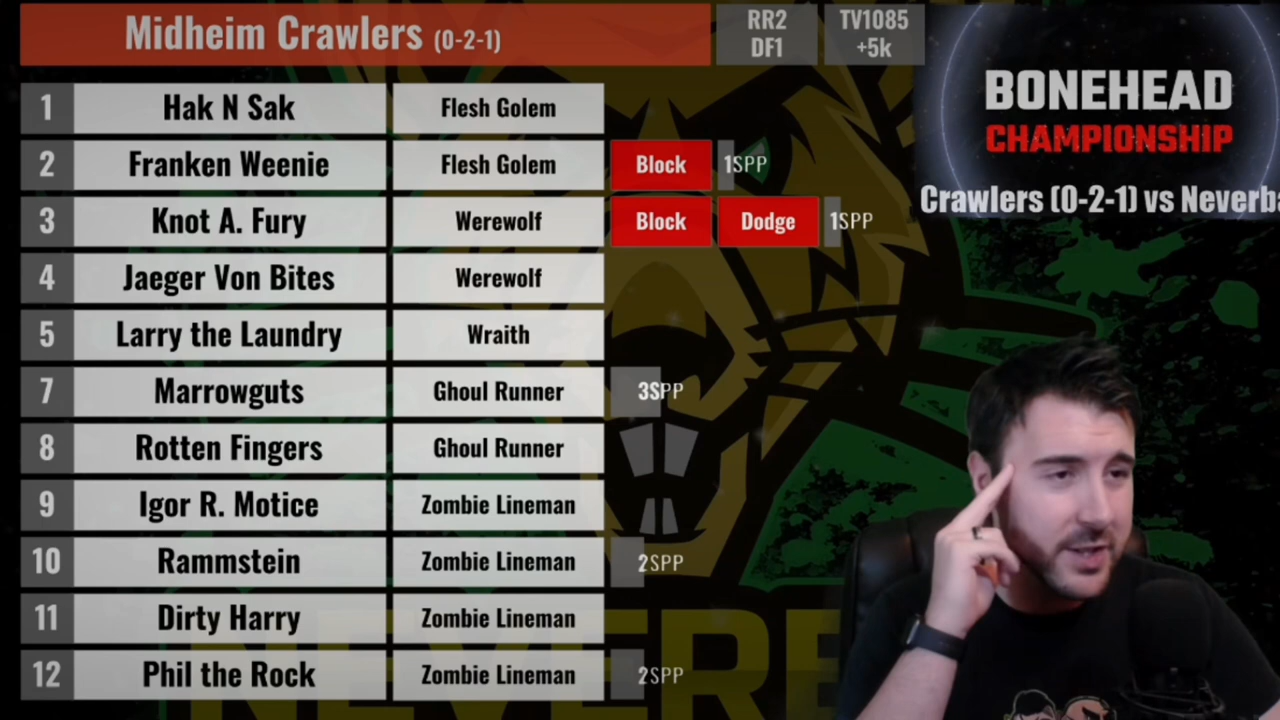 Midheim Crawlers (0-2-1)
RR2
DF1
TV1085
+5k
BONEHEAD
CHAMPIONSHIP
Crawlers (0-2-1) vs
1 Hak N Sak Flesh Golem
2 Franken Weenie Flesh Golem Block 1SPP
3 Knot A. Fury Werewolf Block Dodge 1SPP
4 Jaeger Von Bites Werewolf
5 Larry the Laundry Wraith
7 Marrowguts Ghoul Runner 3SPP
8 Rotten Fingers Ghoul Runner
9 Igor R. Motice Zombie Lineman
10 Rammstein Zombie Lineman 2SPP
11 Dirty Harry Zombie Lineman
12 Phil the Rock Zombie Lineman 2SPP